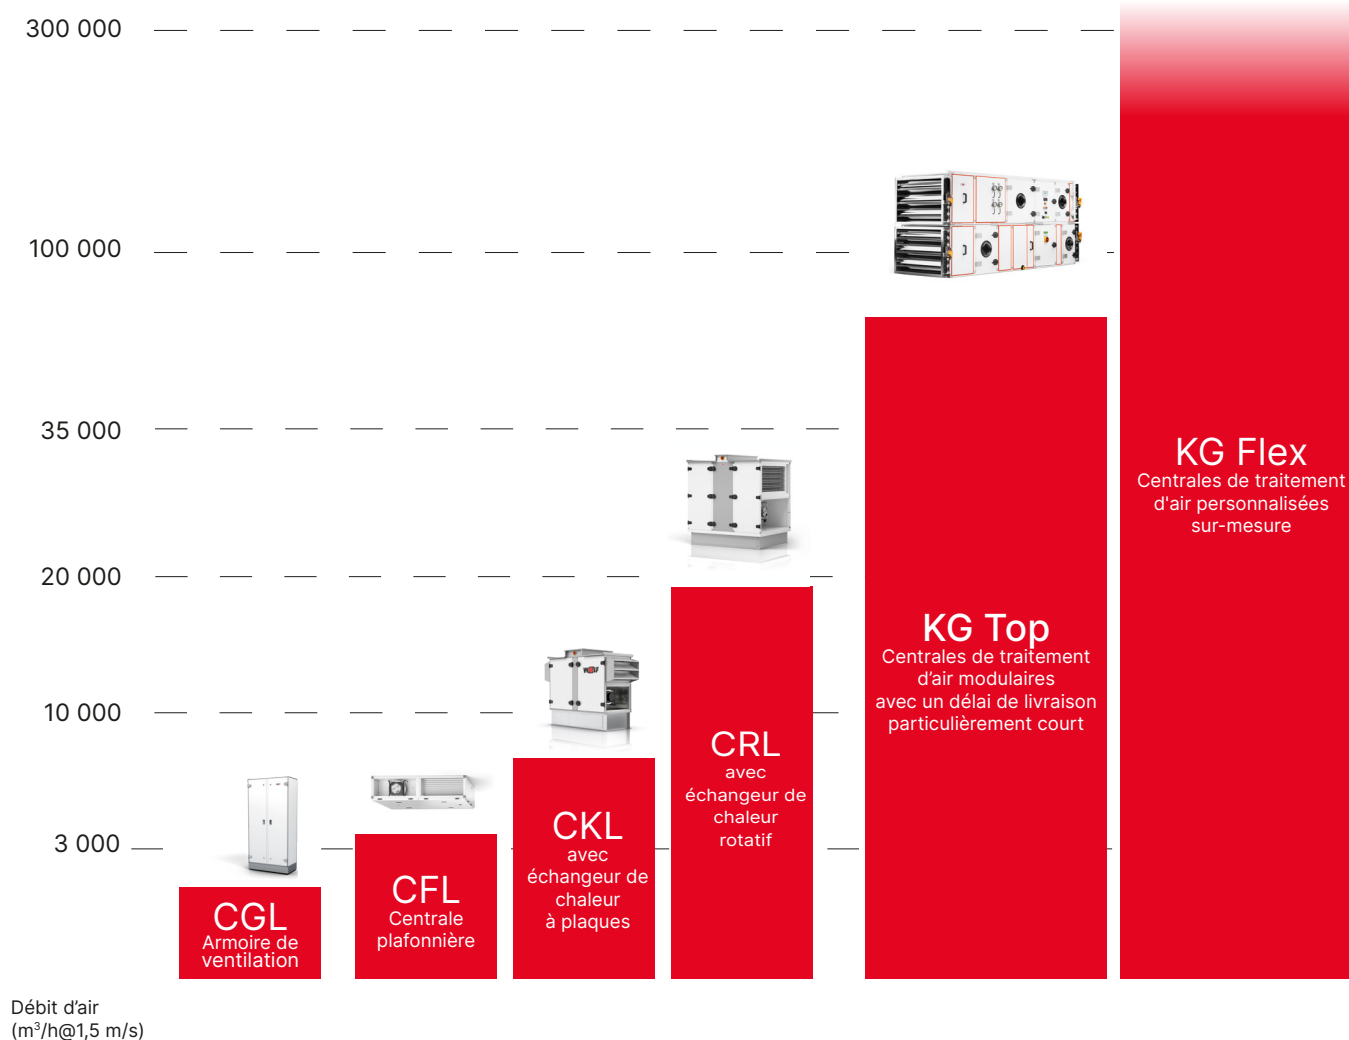 300 000
100 000
35 000
20 000
10 000
3 000
CGL
Armoire de
ventilation
CFL
Centrale
plafonnière
CKL
avec
échangeur de
chaleur
à plaques
CRL
avec
échangeur de
chaleur
rotatif
KG Top
Centrales de traitement
d’air modulaires
avec un délai de livraison
particulièrement court
KG Flex
Centrales de traitement
d'air personnalisées
sur-mesure
WOLF
Débit d’air
(m³/h@1,5 m/s)